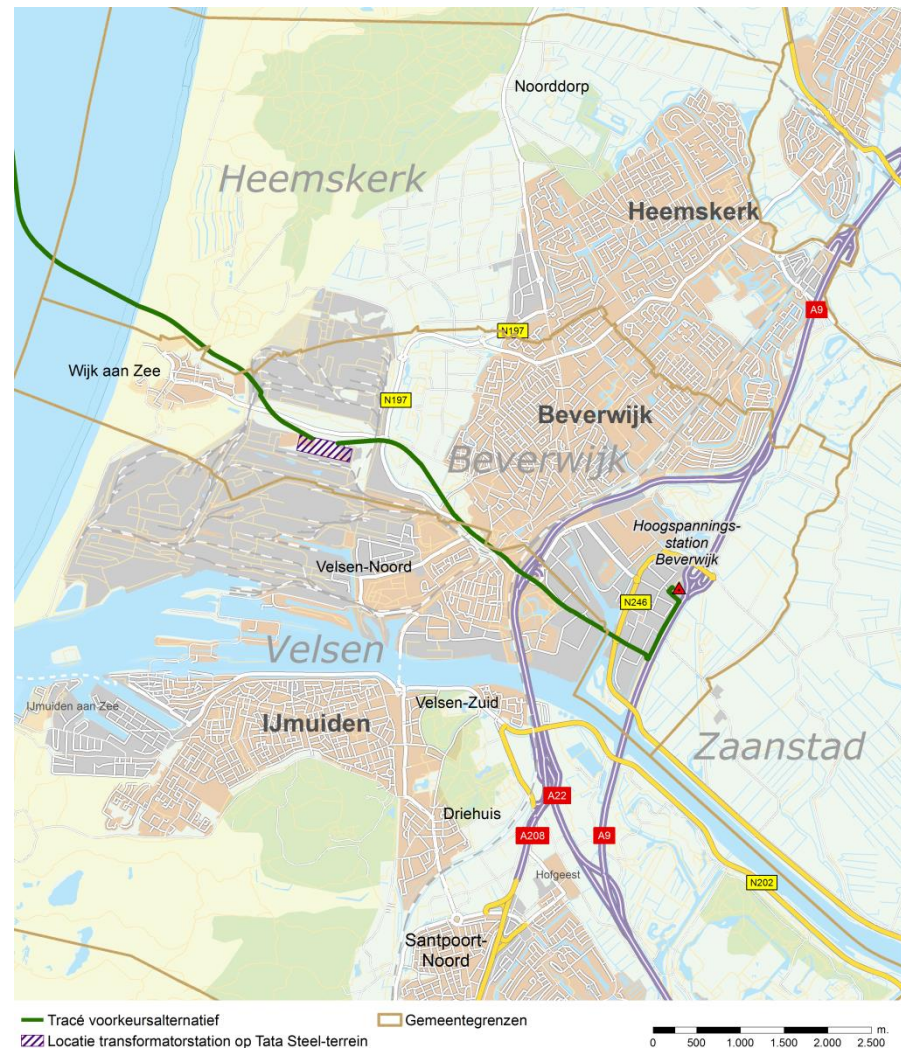 Noorddorp
Heemskerk
Heemskerk
A9
N197
Wijk aan Zee
N197
Beverwijk
Beverwijk
Hoogspannings-
station
Beverwijk
Velsen-Noord
N246
Velsen
IJmuiden aan Zee
Velsen-Zuid
IJmuiden
Zaanstad
A22
Driehuis
A208
A9
Hofgeest
N202
Santpoort-
Noord
Tracé voorkeursalternatief
Gemeentegrenzen
Locatie transformatorstation op Tata Steel-terrein
m.
0 500 1.000 1.500 2.000 2.500